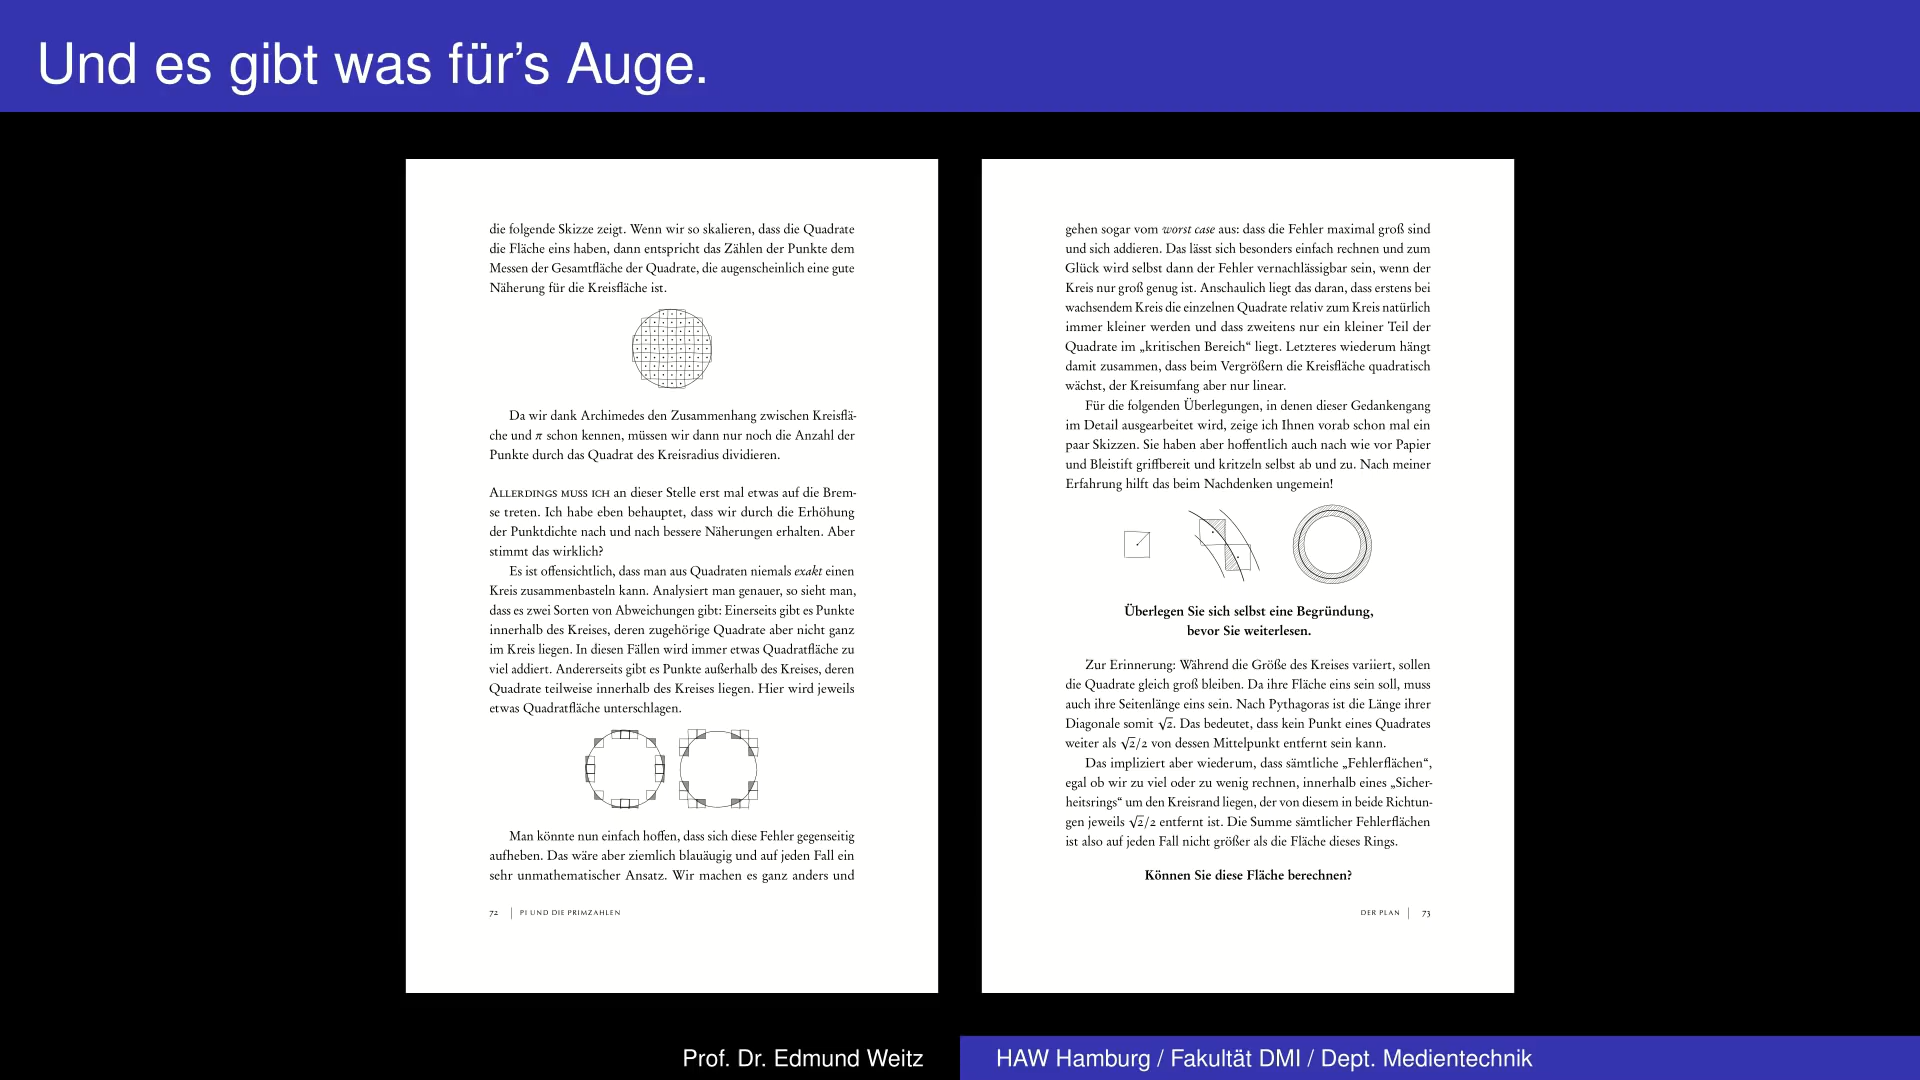 Und es gibt was für's Auge.
die folgende Skizze zeigt. Wenn wir so skalieren, dass die Quadrate
die Fläche eins haben, dann entspricht das Zählen der Punkte dem
Messen der Gesamtfläche der Quadrate, die augenscheinlich eine gute
Näherung für die Kreisfläche ist.
Da wir dank Archimedes den Zusammenhang zwischen Kreisflä-
che und π schon kennen, müssen wir dann nur noch die Anzahl der
Punkte durch das Quadrat des Kreisradius dividieren.
Allerdings muss ich an dieser Stelle erst mal etwas auf die Brem-
se treten. Ich habe eben behauptet, dass wir durch die Erhöhung
der Punktdichte nach und nach bessere Näherungen erhalten. Aber
stimmt das wirklich?
Es ist offensichtlich, dass man aus Quadraten niemals exakt einen
Kreis zusammenbasteln kann. Analysiert man genauer, so sieht man,
dass es zwei Sorten von Abweichungen gibt: Einerseits gibt es Punkte
innerhalb des Kreises, deren zugehörige Quadrate aber nicht ganz
im Kreis liegen. In diesen Fällen wird immer etwas Quadratfläche zu
viel addiert. Andererseits gibt es Punkte außerhalb des Kreises, deren
Quadrate teilweise innerhalb des Kreises liegen. Hier wird jeweils
etwas Quadratfläche unterschlagen.
Man könnte nun einfach hoffen, dass sich diese Fehler gegenseitig
aufheben. Das wäre aber ziemlich blauäugig und auf jeden Fall ein
sehr unmathematischer Ansatz. Wir machen es ganz anders und
72 | PI UND DIE PRIMZAHLEN
gehen sogar vom worst case aus: dass die Fehler maximal groß sind
und sich addieren. Das lässt sich besonders einfach rechnen und zum
Glück wird selbst dann der Fehler vernachlässigbar sein, wenn der
Kreis nur groß genug ist. Anschaulich liegt das daran, dass erstens bei
wachsendem Kreis die einzelnen Quadrate relativ zum Kreis natürlich
immer kleiner werden und dass zweitens nur ein kleiner Teil der
Quadrate im „kritischen Bereich“ liegt. Letzteres wiederum hängt
damit zusammen, dass beim Vergrößern die Kreisfläche quadratisch
wächst, der Kreisumfang aber nur linear.
Für die folgenden Überlegungen, in denen dieser Gedankengang
im Detail ausgearbeitet wird, zeige ich Ihnen vorab schon mal ein
paar Skizzen. Sie haben aber hoffentlich auch nach wie vor Papier
und Bleistift griffbereit und kritzeln selbst ab und zu. Nach meiner
Erfahrung hilft das beim Nachdenken ungemein!
Überlegen Sie sich selbst eine Begründung,
bevor Sie weiterlesen.
Zur Erinnerung: Während die Größe des Kreises variiert, sollen
die Quadrate gleich groß bleiben. Da ihre Fläche eins sein soll, muss
auch ihre Seitenlänge eins sein. Nach Pythagoras ist die Länge ihrer
Diagonale somit √2. Das bedeutet, dass kein Punkt eines Quadrates
weiter als √2/2 von dessen Mittelpunkt entfernt sein kann.
Das impliziert aber wiederum, dass sämtliche „Fehlerflächen“,
egal ob wir zu viel oder zu wenig rechnen, innerhalb eines „Sicher-
heitsrings“ um den Kreisrand liegen, der von diesem in beide Richtun-
gen jeweils √2/2 entfernt ist. Die Summe sämtlicher Fehlerflächen
ist also auf jeden Fall nicht größer als die Fläche dieses Rings.
Können Sie diese Fläche berechnen?
DER PLAN | 73
Prof. Dr. Edmund Weitz
HAW Hamburg / Fakultät DMI / Dept. Medientechnik